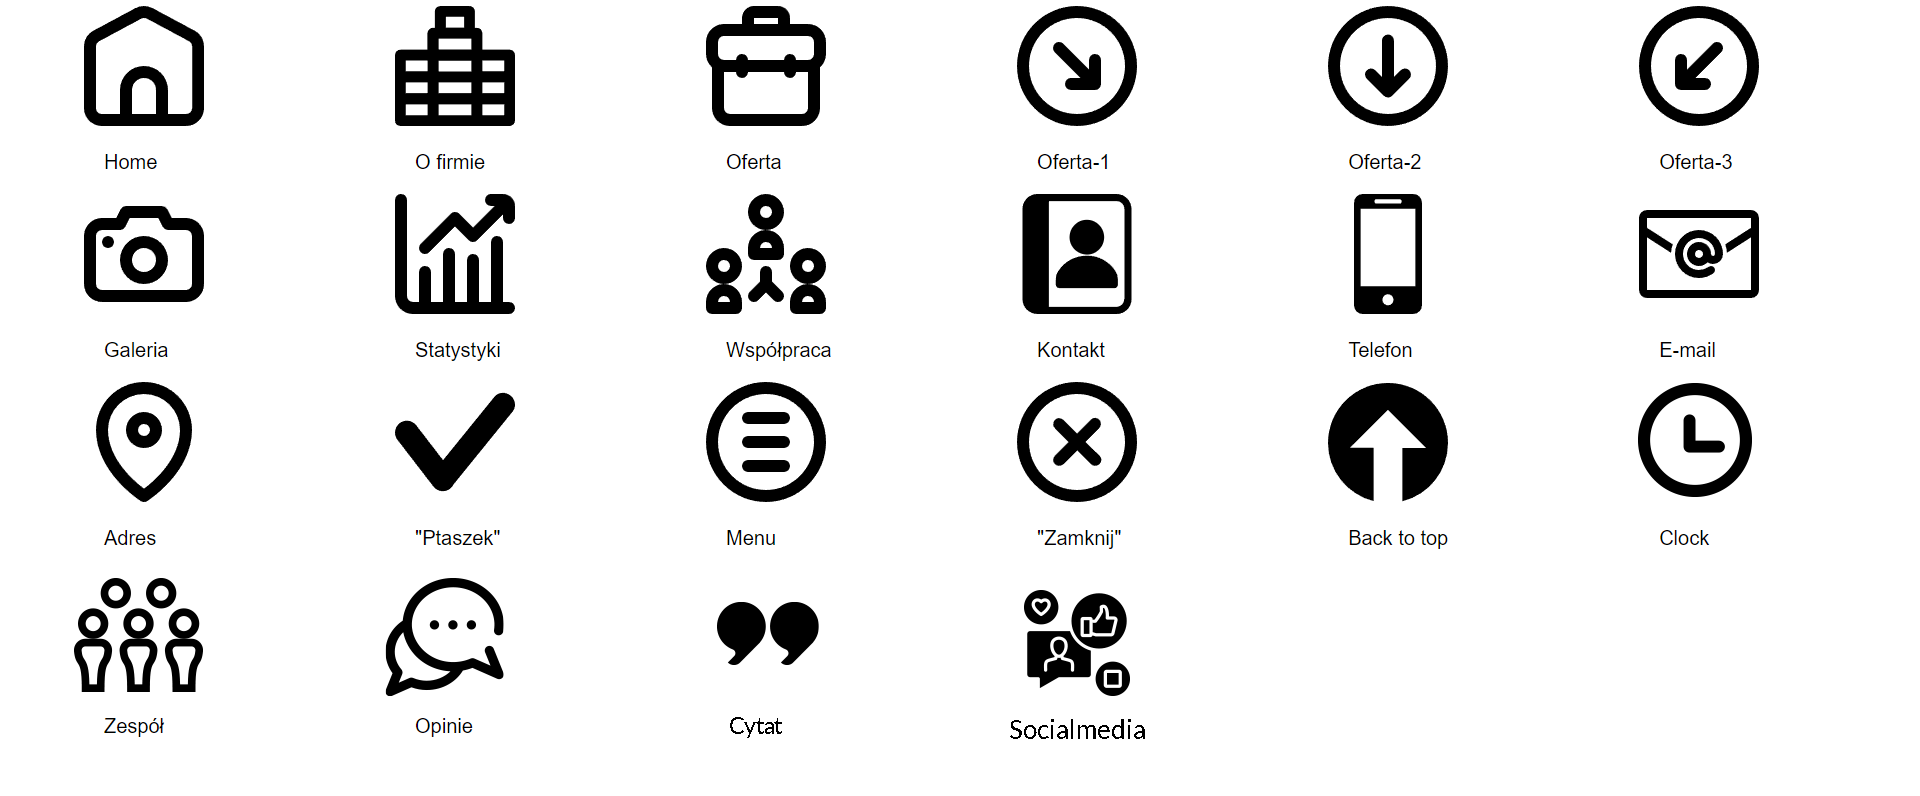 Home
O firmie
Oferta
Oferta-1
Oferta-2
Oferta-3
Galeria
Statystyki
Współpraca
Kontakt
Telefon
E-mail
Adres
"Ptaszek"
Menu
"Zamknij"
Back to top
Clock
Zespół
Opinie
Cytat
Socialmedia